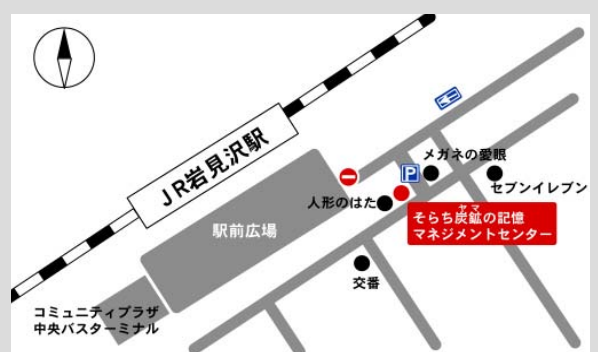 JR岩見沢駅
メガネの愛眼
P
セブンイレブン
人形のはた
ヤマ
そらち炭鉱の記憶
マネジメントセンター
駅前広場
交番
コミュニティプラザ
中央バスターミナル